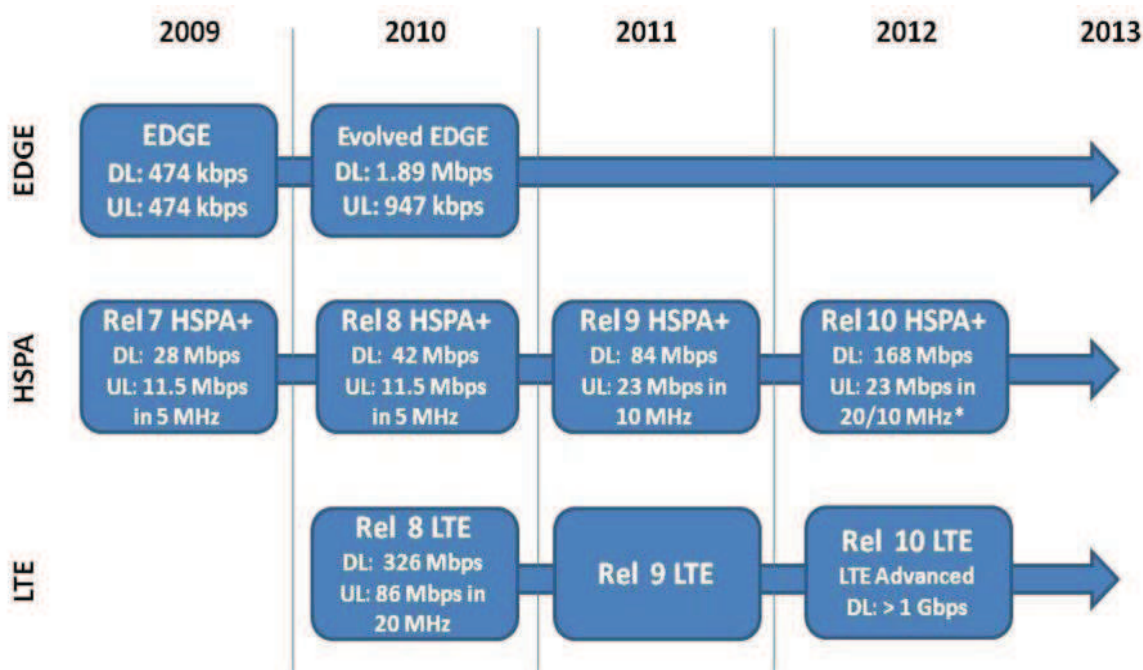 2009
2010
2011
2012
2013
EDGE
EDGE
DL: 474 kbps
UL: 474 kbps
Evolved EDGE
DL: 1.89 Mbps
UL: 947 kbps
HSPA
Rel 7 HSPA+
DL: 28 Mbps
UL: 11.5 Mbps
in 5 MHz
Rel 8 HSPA+
DL: 42 Mbps
UL: 11.5 Mbps
in 5 MHz
Rel 9 HSPA+
DL: 84 Mbps
UL: 23 Mbps in
10 MHz
Rel 10 HSPA+
DL: 168 Mbps
UL: 23 Mbps in
20/10 MHz*
LTE
Rel 8 LTE
DL: 326 Mbps
UL: 86 Mbps in
20 MHz
Rel 9 LTE
Rel 10 LTE
LTE Advanced
DL: > 1 Gbps